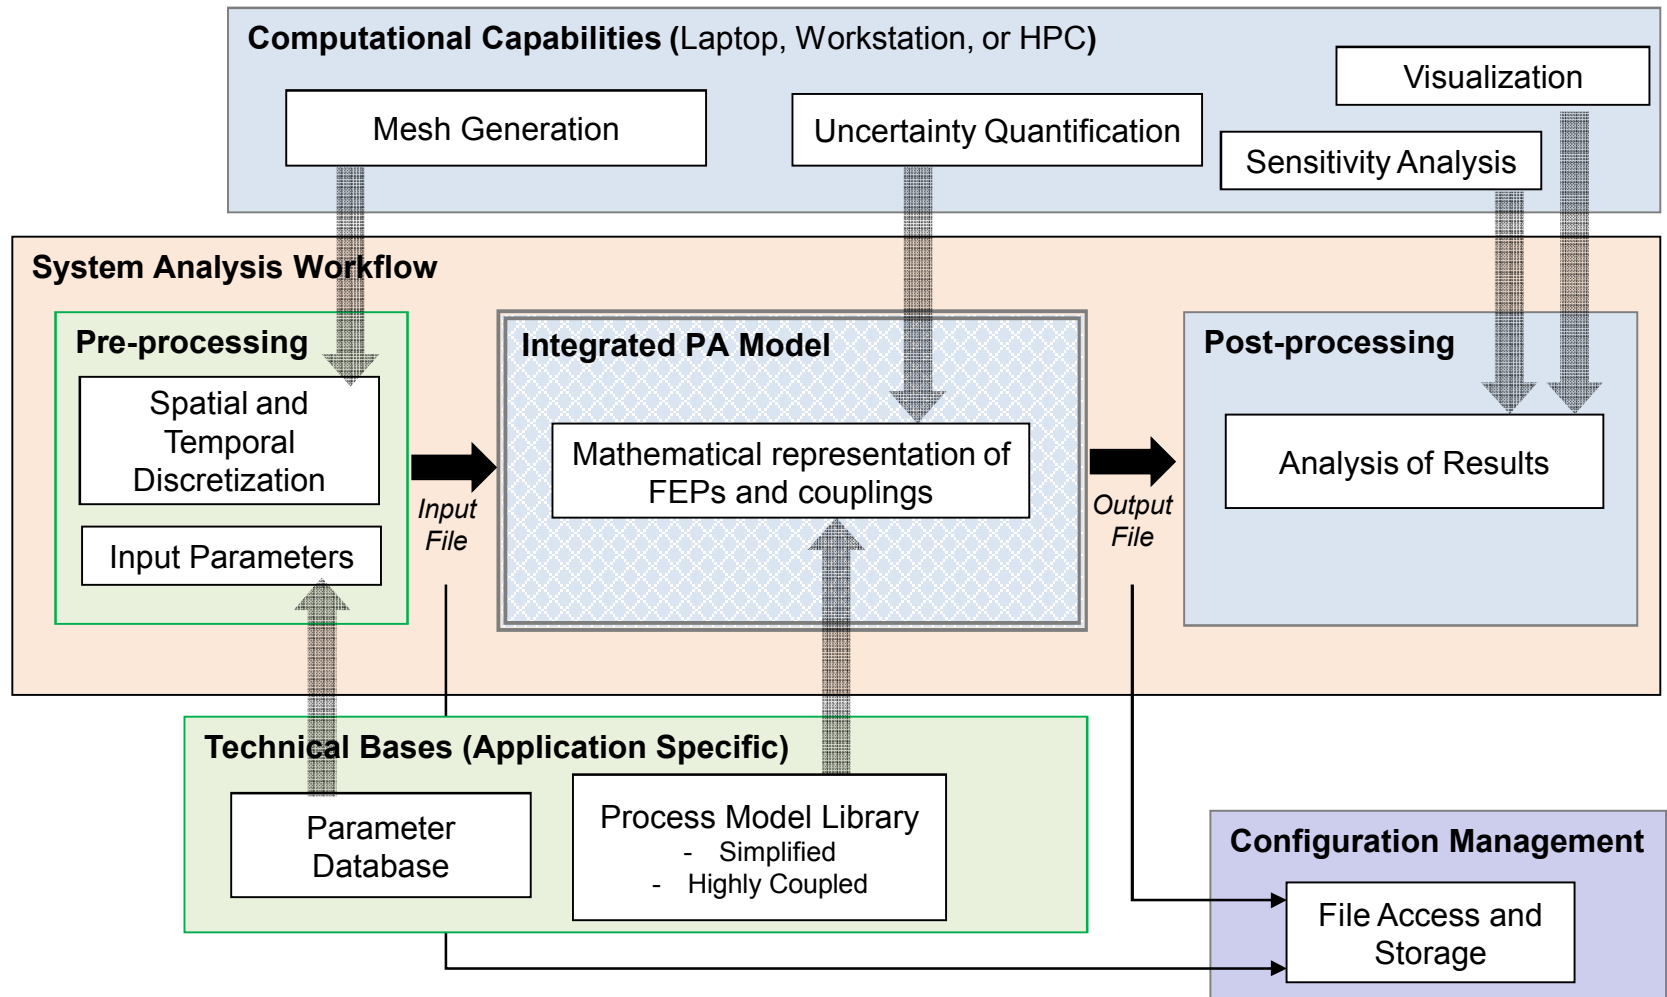 Computational Capabilities (Laptop, Workstation, or HPC)
Mesh Generation
Uncertainty Quantification
Visualization
Sensitivity Analysis
System Analysis Workflow
Pre-processing
Spatial and
Temporal
Discretization
Input Parameters
Input
File
Integrated PA Model
Mathematical representation of
FEPs and couplings
Output
File
Post-processing
Analysis of Results
Technical Bases (Application Specific)
Parameter
Database
Process Model Library
- Simplified
- Highly Coupled
Configuration Management
File Access and
Storage